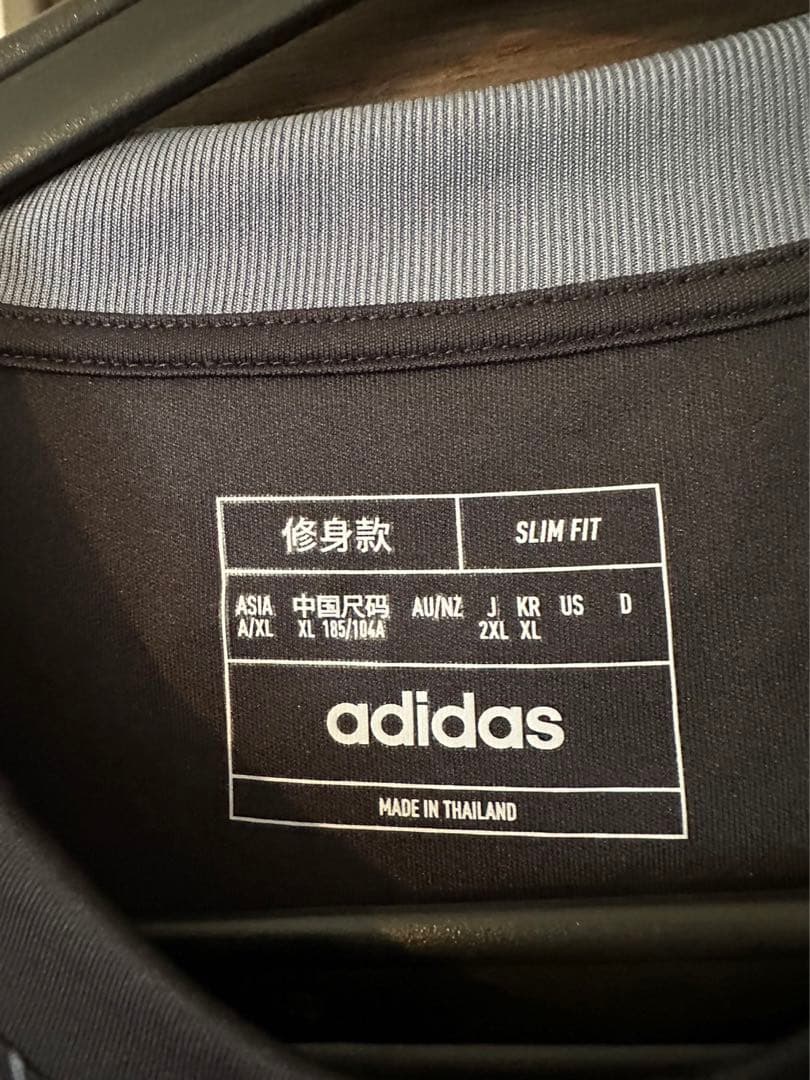 修身款 SLIM FIT
ASIA 中国尺码 AU/NZ J KR US D
A/XL XL 185/104A 2XL XL
adidas
MADE IN THAILAND